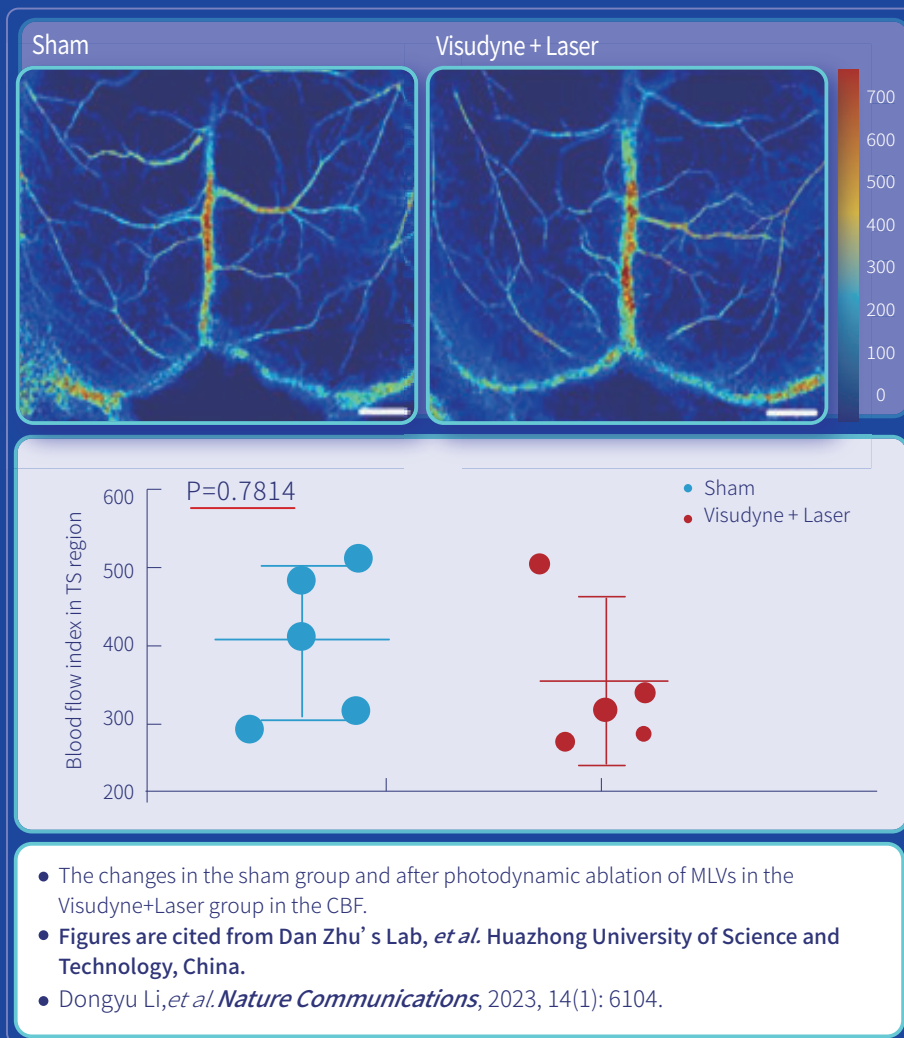 Sham
Visudyne + Laser
700
600
500
400
300
200
100
0
P=0.7814
Sham
Visudyne + Laser
Blood flow index in TS region
600
500
400
300
200
● The changes in the sham group and after photodynamic ablation of MLVs in the
Visudyne+Laser group in the CBF.
● Figures are cited from Dan Zhu's Lab, et al. Huazhong University of Science and
Technology, China.
● Dongyu Li,et al.Nature Communications, 2023, 14(1): 6104.